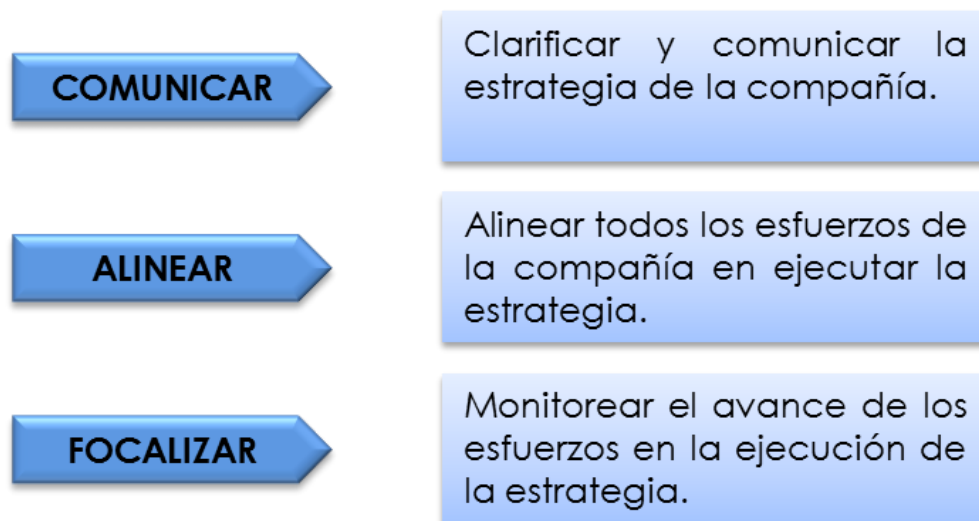 COMUNICAR
Clarificar y comunicar la
estrategia de la compañía.
ALINEAR
Alinear todos los esfuerzos de
la compañía en ejecutar la
estrategia.
FOCALIZAR
Monitorear el avance de los
esfuerzos en la ejecución de
la estrategia.